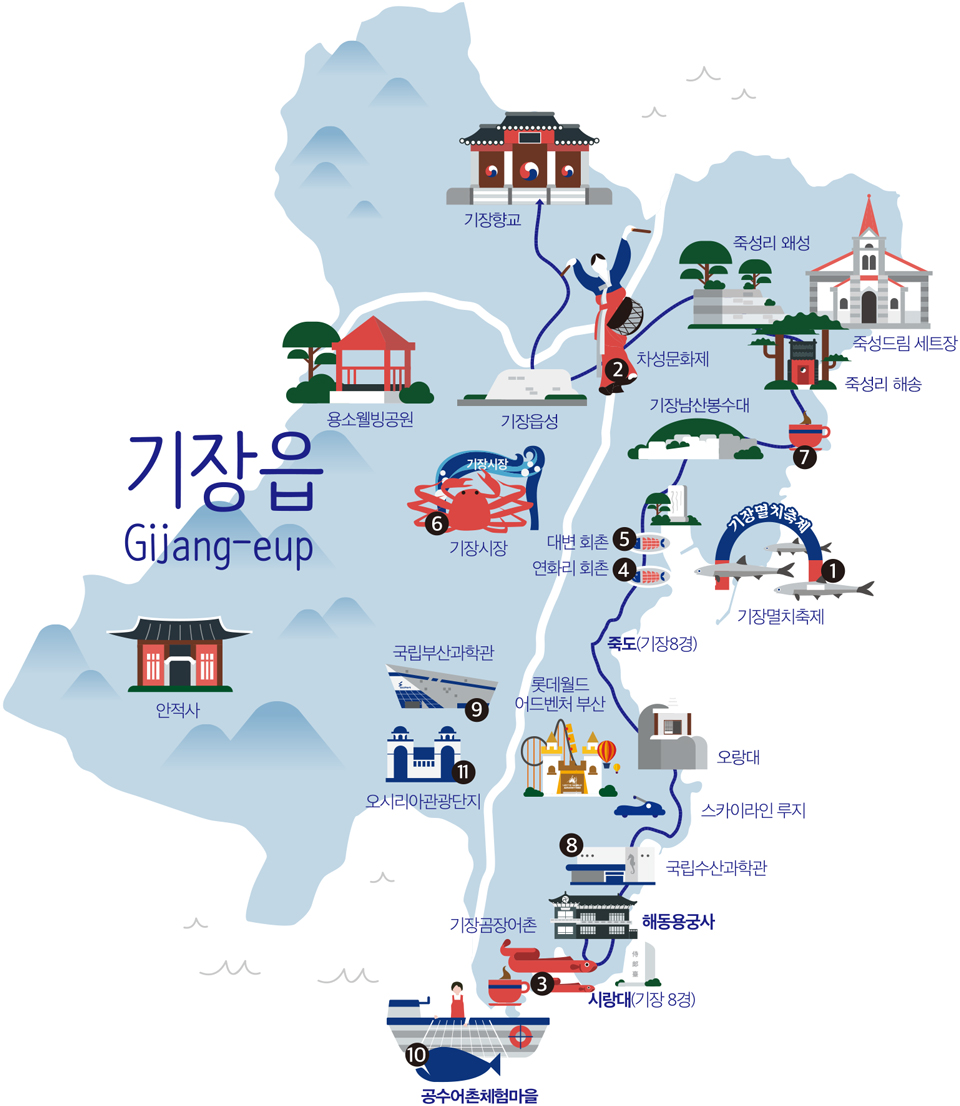 기장향교
죽성리 왜성
죽성드림 세트장
죽성리 해송
2
차성문화제
용소웰빙공원
기장읍성
기장남산봉수대
7
기장읍
Gijang-eup
기장시장
6
기장시장
대변 회촌
5
연화리 회촌
4
기장멸치축제
1
기장멸치축제
죽도(기장8경)
안적사
국립부산과학관
9
롯데월드
어드벤처 부산
오랑대
11
오시리아관광단지
스카이라인 루지
8
국립수산과학관
해동용궁사
기장곰장어촌
3
侍郎臺
시랑대(기장 8경)
10
공수어촌체험마을